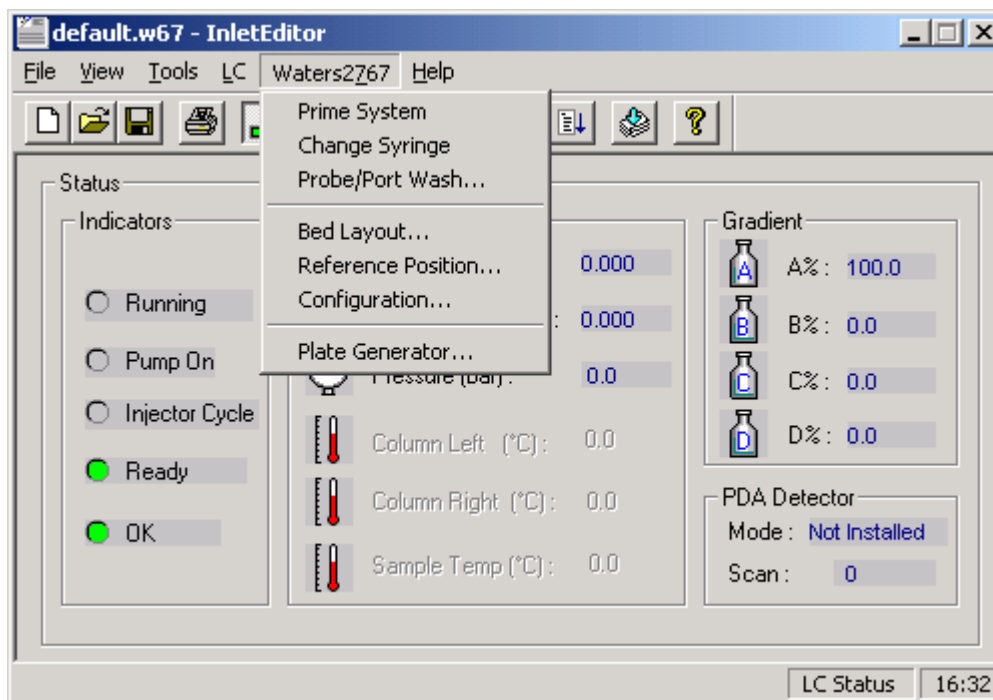 default.w67 - InletEditor
File View Tools LC Waters2767 Help
Prime System
Change Syringe
Probe/Port Wash...
Bed Layout...
Reference Position...
Configuration...
Plate Generator...
Status
Indicators
Running
Pump On
Injector Cycle
Ready
OK
0.000
: 0.000
Pressure (bar) : 0.0
Column Left (°C) : 0.0
Column Right (°C) : 0.0
Sample Temp (°C) : 0.0
Gradient
A A% : 100.0
B B% : 0.0
C C% : 0.0
D D% : 0.0
PDA Detector
Mode : Not Installed
Scan : 0
LC Status 16:32